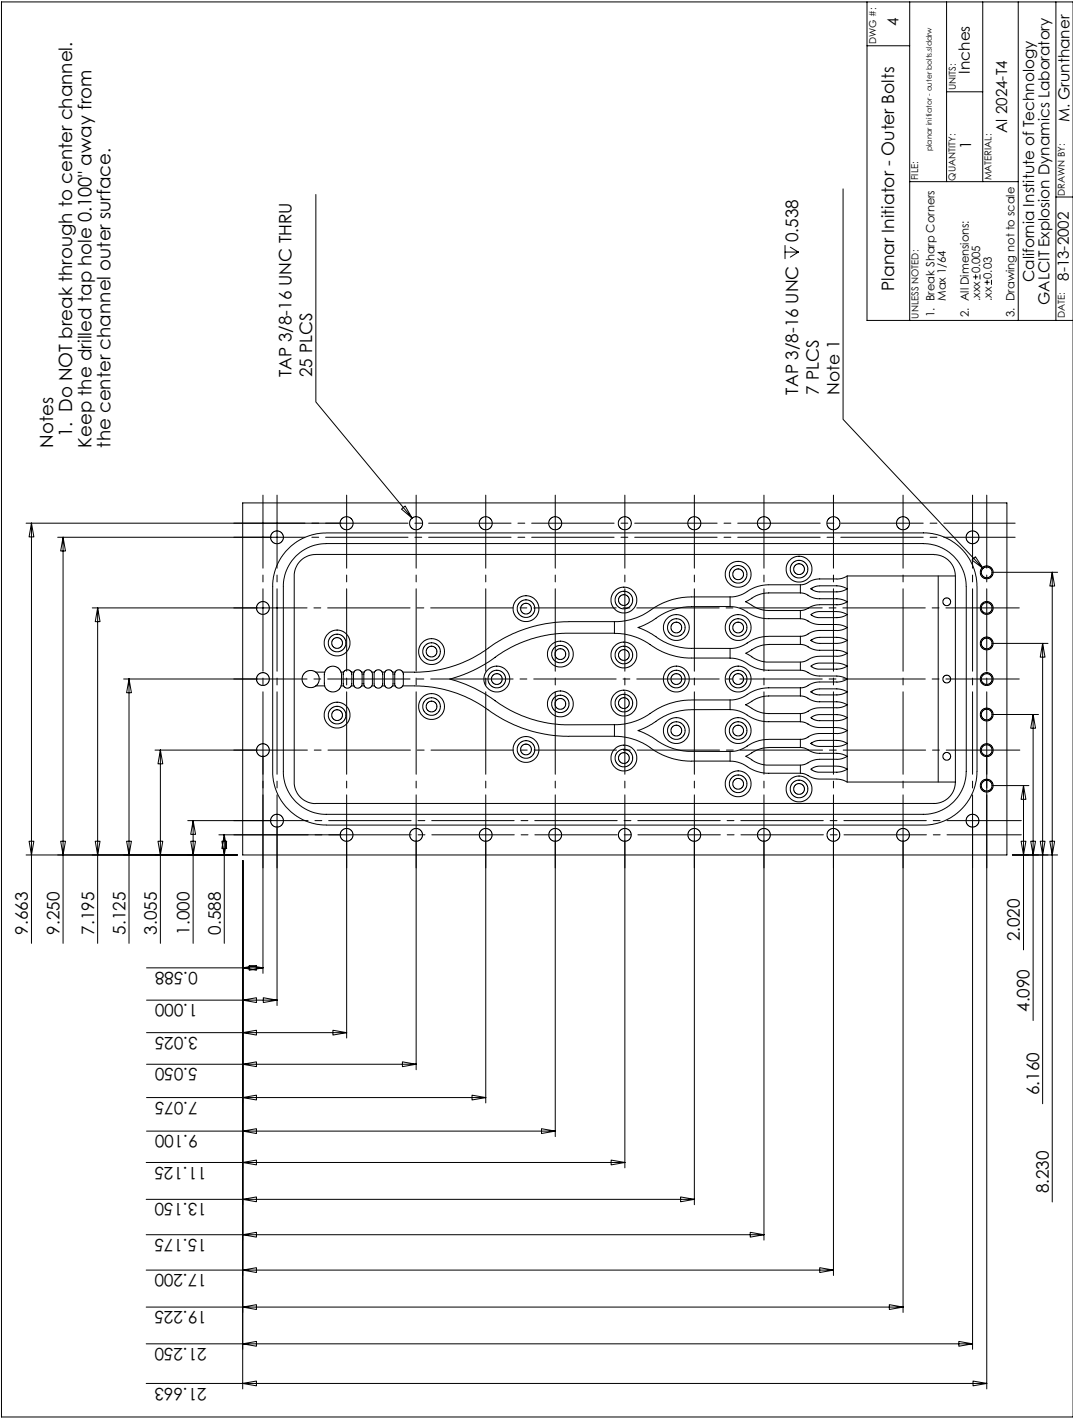 Notes
1. Do NOT break through to center channel.
Keep the drilled tap hole 0.100" away from
the center channel outer surface.
TAP 3/8-16 UNC THRU
25 PLCS
TAP 3/8-16 UNC ↧ 0.538
7 PLCS
Note 1
9.663
9.250
7.195
5.125
3.055
1.000
0.588
0.588
1.000
3.025
5.050
7.075
9.100
11.125
13.150
15.175
17.200
19.225
21.250
21.663
2.020
4.090
6.160
8.230
Planar Initiator - Outer Bolts
DWG #:
4
UNLESS NOTED:
1. Break Sharp Corners
Max 1/64
2. All Dimensions:
.xxx±0.005
.xx±0.03
3. Drawing not to scale
FILE:
planar initiator - outer bolts.slddrw
QUANTITY:
1
UNITS:
Inches
MATERIAL:
Al 2024-T4
California Institute of Technology
GALCIT Explosion Dynamics Laboratory
DATE: 8-13-2002
DRAWN BY: M. Grunthaner